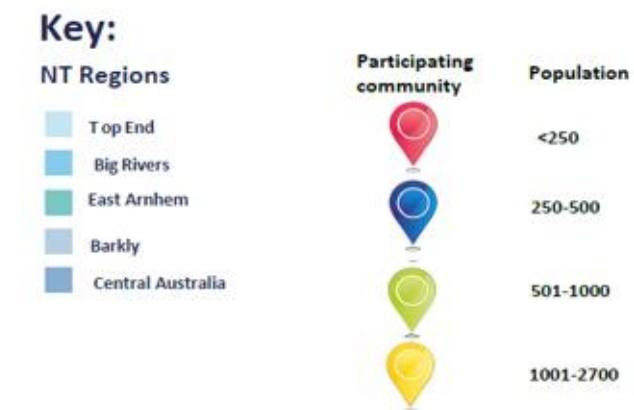 Key:
NT Regions
Top End
Big Rivers
East Arnhem
Barkly
Central Australia
Participating
community
Population
<250
250-500
501-1000
1001-2700